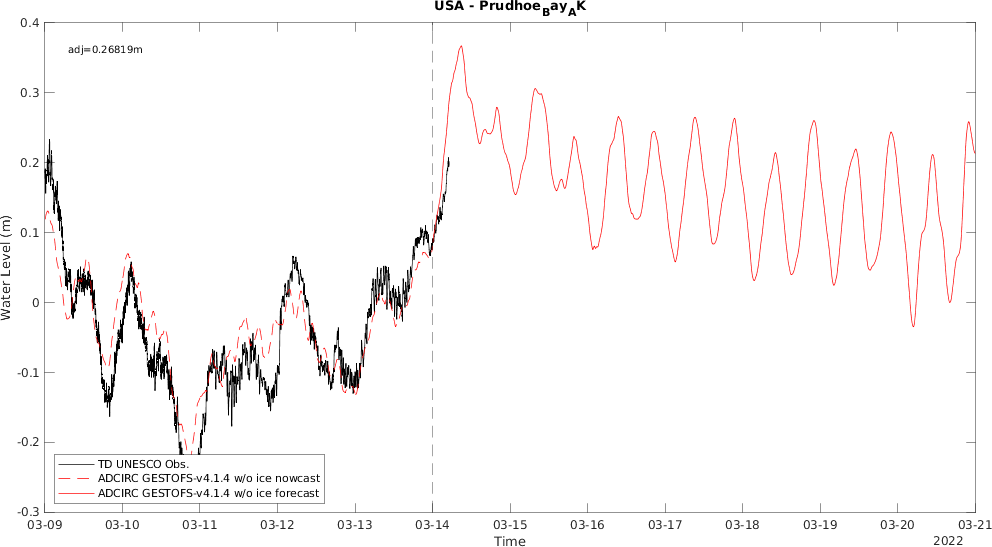 USA - PrudhoeBayAK
adj=0.26819m
0.4
0.3
0.2
0.1
0
-0.1
-0.2
-0.3
Water Level (m)
TD UNESCO Obs.
ADCIRC GESTOFS-v4.1.4 w/o ice nowcast
ADCIRC GESTOFS-v4.1.4 w/o ice forecast
03-09 03-10 03-11 03-12 03-13 03-14 03-15 03-16 03-17 03-18 03-19 03-20 03-21
Time
2022